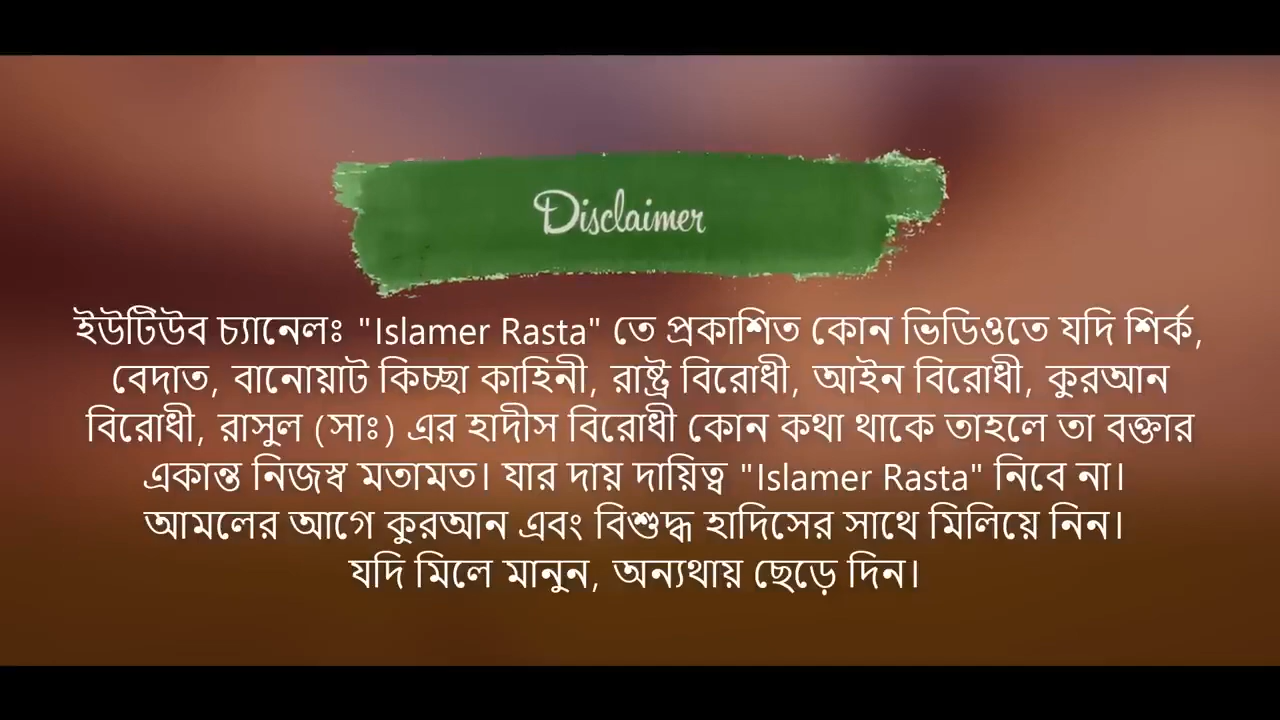 Disclaimer
ইউটিউব চ্যানেলঃ "Islamer Rasta" তে প্রকাশিত কোন ভিডিওতে যদি শির্ক,
বেদাত, বানোয়াট কিচ্ছা কাহিনী, রাষ্ট্র বিরোধী, আইন বিরোধী, কুরআন
বিরোধী, রাসুল (সাঃ) এর হাদীস বিরোধী কোন কথা থাকে তাহলে তা বক্তার
একান্ত নিজস্ব মতামত। যার দায় দায়িত্ব "Islamer Rasta" নিবে না।
আমলের আগে কুরআন এবং বিশুদ্ধ হাদিসের সাথে মিলিয়ে নিন।
যদি মিলে মানুন, অন্যথায় ছেড়ে দিন।